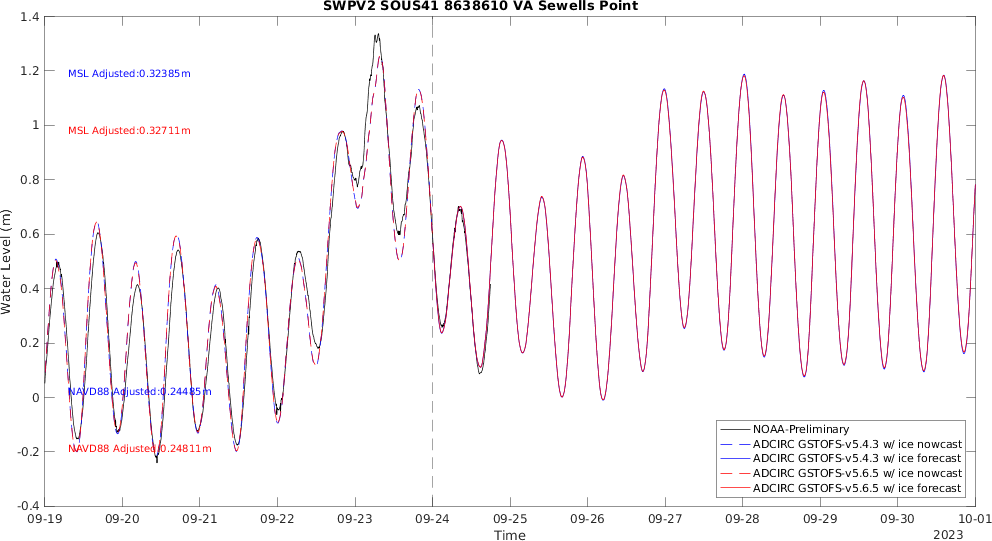 SWPV2 SOUS41 8638610 VA Sewells Point
1.4
1.2
1
0.8
0.6
0.4
0.2
0
-0.2
-0.4
Water Level (m)
MSL Adjusted:0.32385m
MSL Adjusted:0.32711m
NAVD88 Adjusted:0.24485m
NAVD88 Adjusted:0.24811m
NOAA-Preliminary
ADCIRC GSTOFS-v5.4.3 w/ ice nowcast
ADCIRC GSTOFS-v5.4.3 w/ ice forecast
ADCIRC GSTOFS-v5.6.5 w/ ice nowcast
ADCIRC GSTOFS-v5.6.5 w/ ice forecast
09-19 09-20 09-21 09-22 09-23 09-24 09-25 09-26 09-27 09-28 09-29 09-30 10-01
Time
2023